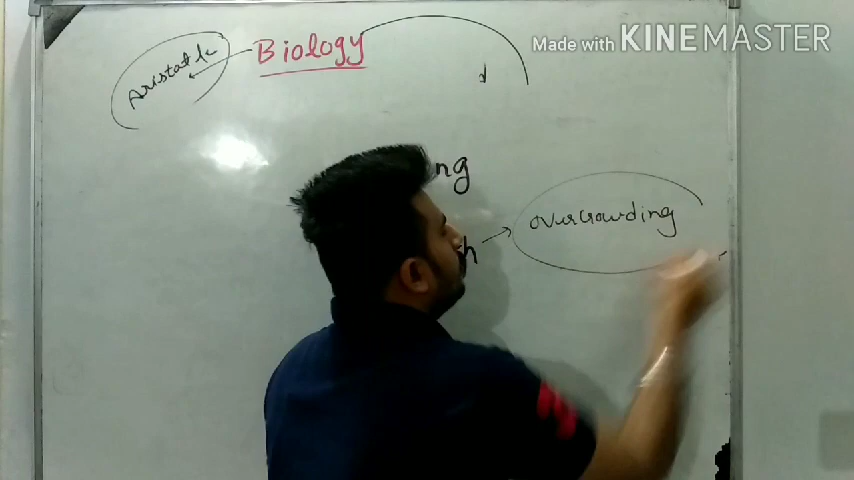 Aristotle
Biology
Made with KINEMASTER
d
ng
overcrowding
h